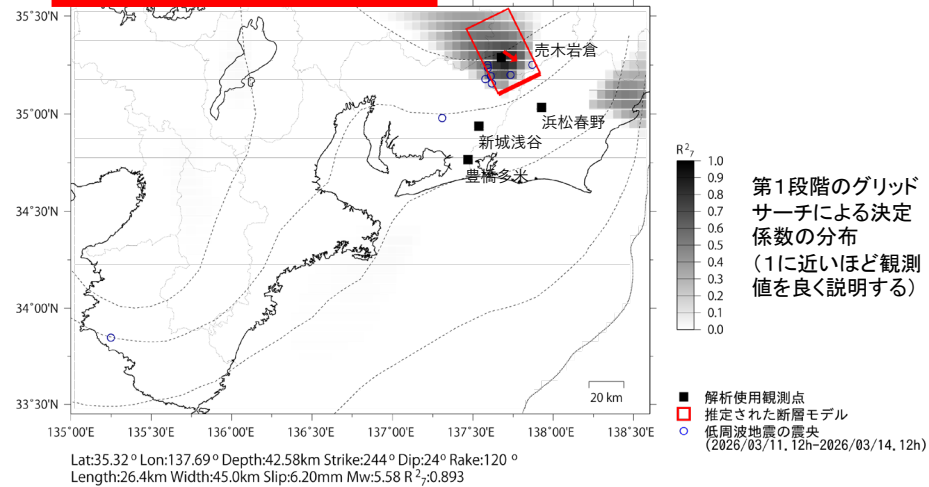 35°30'N
35°00'N
34°30'N
34°00'N
33°30'N
135°00'E 135°30'E 136°00'E 136°30'E 137°00'E 137°30'E 138°00'E 138°30'E
売木岩倉
浜松春野
新城浅谷
豊橋多米
20 km
R²₇
1.0
0.9
0.8
0.7
0.6
0.5
0.4
0.3
0.2
0.1
0.0
第1段階のグリッド
サーチによる決定
係数の分布
(1に近いほど観測
値を良く説明する)
解析使用観測点
推定された断層モデル
低周波地震の震央
(2026/03/11.12h-2026/03/14.12h)
Lat:35.32° Lon:137.69° Depth:42.58km Strike:244° Dip:24° Rake:120 °
Length:26.4km Width:45.0km Slip:6.20mm Mw:5.58 R²₇:0.893